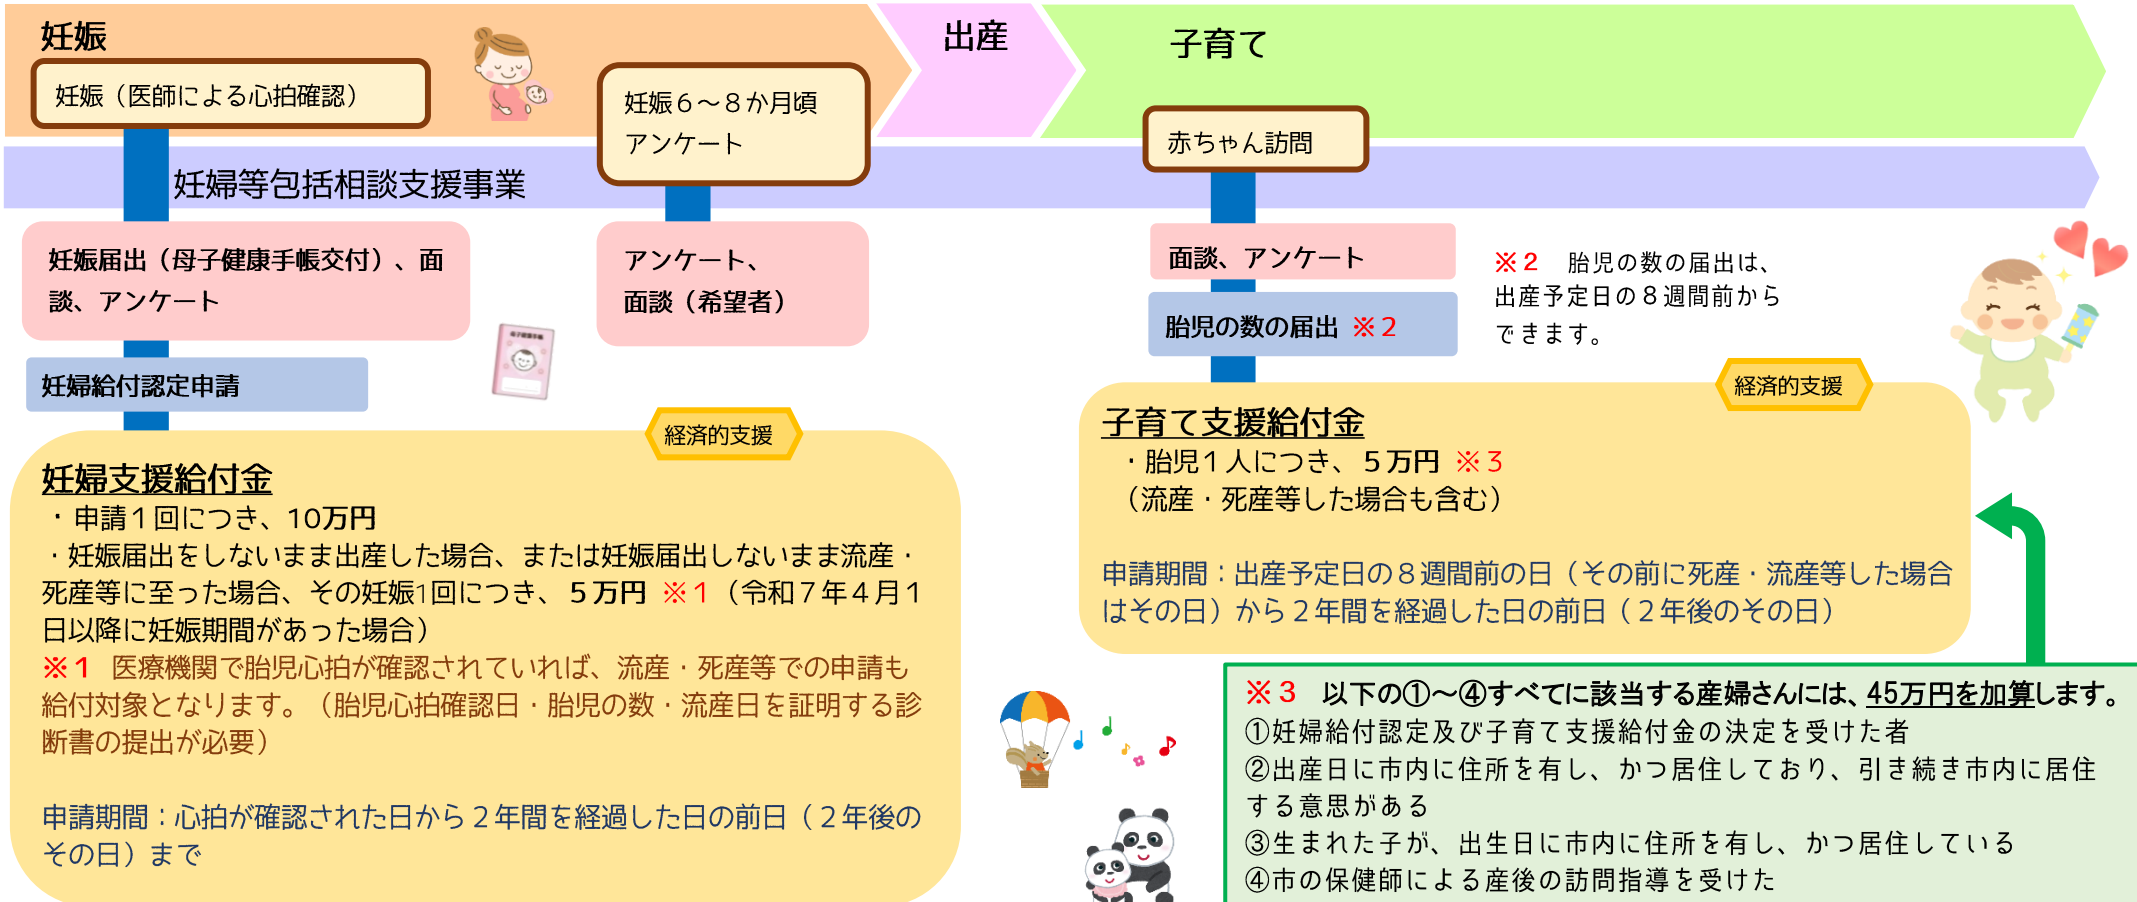 妊娠
出産
子育て
妊娠（医師による心拍確認）
妊娠６～８か月頃
アンケート
赤ちゃん訪問
妊婦等包括相談支援事業
妊娠届出（母子健康手帳交付）、面
談、アンケート
アンケート、
面談（希望者）
面談、アンケート
胎児の数の届出 ※２
※２　胎児の数の届出は、
出産予定日の８週間前から
できます。
母子健康手帳
妊婦給付認定申請
経済的支援
妊婦支援給付金
・申請１回につき、10万円
・妊娠届出をしないまま出産した場合、または妊娠届出しないまま流産・
死産等に至った場合、その妊娠1回につき、５万円 ※１（令和７年４月１
日以降に妊娠期間があった場合）
※１ 医療機関で胎児心拍が確認されていれば、流産・死産等での申請も
給付対象となります。（胎児心拍確認日・胎児の数・流産日を証明する診
断書の提出が必要）
申請期間：心拍が確認された日から２年間を経過した日の前日（２年後の
その日）まで
経済的支援
子育て支援給付金
・胎児１人につき、５万円 ※３
（流産・死産等した場合も含む）
申請期間：出産予定日の８週間前の日（その前に死産・流産等した場合
はその日）から２年間を経過した日の前日（２年後のその日）
※３　以下の①～④すべてに該当する産婦さんには、45万円を加算します。
①妊婦給付認定及び子育て支援給付金の決定を受けた者
②出産日に市内に住所を有し、かつ居住しており、引き続き市内に居住
する意思がある
③生まれた子が、出生日に市内に住所を有し、かつ居住している
④市の保健師による産後の訪問指導を受けた